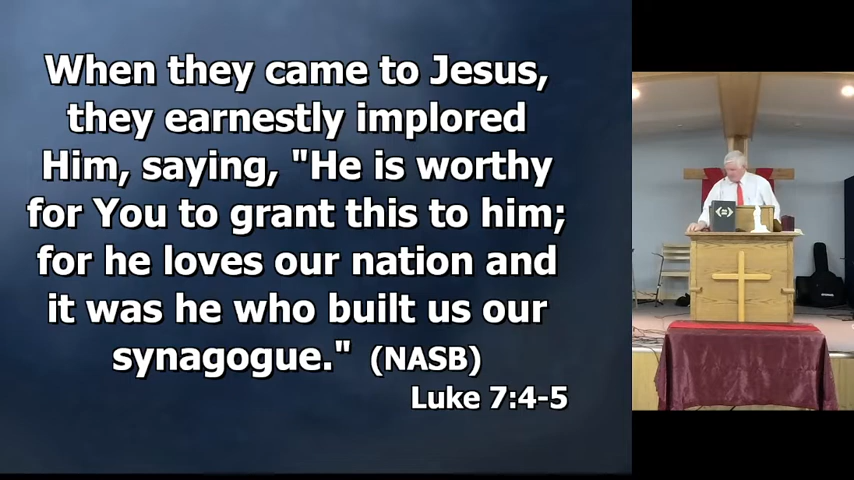 When they came to Jesus,
they earnestly implored
Him, saying, "He is worthy
for You to grant this to him;
for he loves our nation and
it was he who built us our
synagogue." (NASB)
Luke 7:4-5